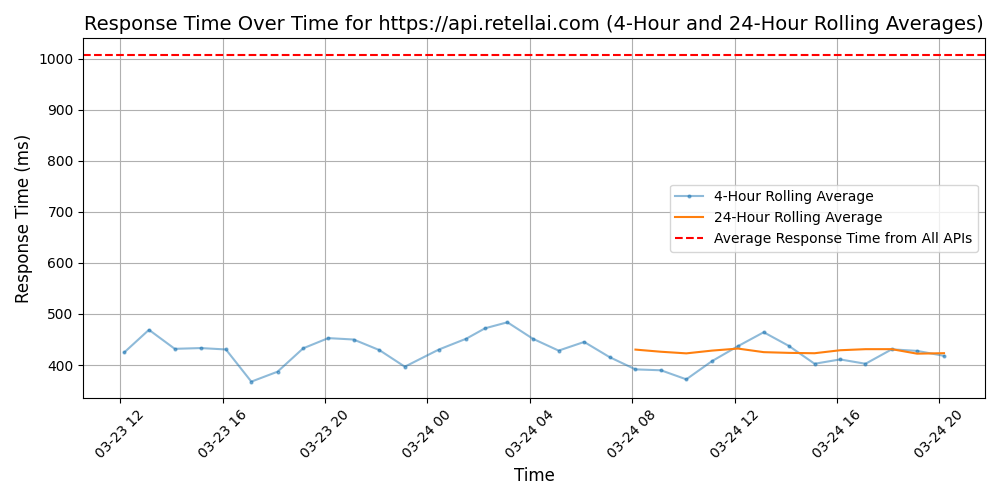 Response Time Over Time for https://api.retellai.com (4-Hour and 24-Hour Rolling Averages)
1000
900
800
700
600
500
400
Response Time (ms)
4-Hour Rolling Average
24-Hour Rolling Average
Average Response Time from All APIs
03-23 12
03-23 16
03-23 20
03-24 00
03-24 04
03-24 08
03-24 12
03-24 16
03-24 20
Time